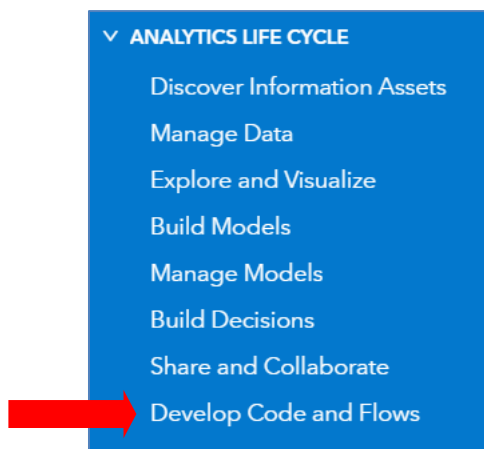 ANALYTICS LIFE CYCLE
Discover Information Assets
Manage Data
Explore and Visualize
Build Models
Manage Models
Build Decisions
Share and Collaborate
Develop Code and Flows